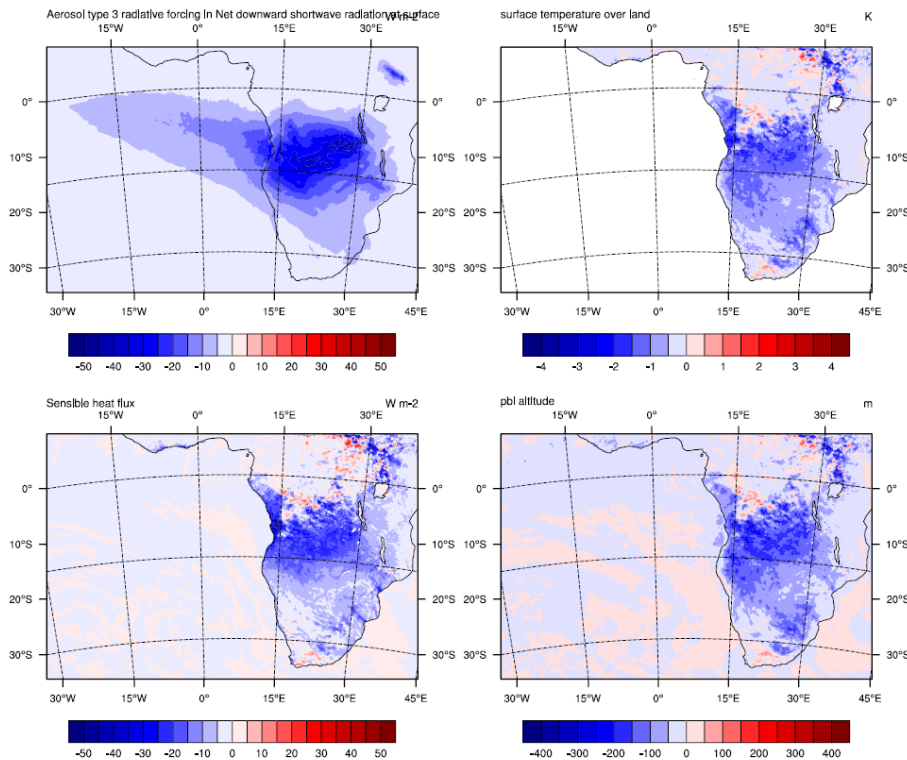 Aerosol type 3 radiative forcing in Net downward shortwave radiation at surface W m-2
15°W 0° 15°E 30°E
0° 0°
10°S 10°S
20°S 20°S
30°S 30°S
30°W 15°W 0° 15°E 30°E 45°E
-50 -40 -30 -20 -10 0 10 20 30 40 50
surface temperature over land K
15°W 0° 15°E 30°E
0° 0°
10°S 10°S
20°S 20°S
30°S 30°S
30°W 15°W 0° 15°E 30°E 45°E
-4 -3 -2 -1 0 1 2 3 4
Sensible heat flux W m-2
15°W 0° 15°E 30°E
0° 0°
10°S 10°S
20°S 20°S
30°S 30°S
30°W 15°W 0° 15°E 30°E 45°E
-50 -40 -30 -20 -10 0 10 20 30 40 50
pbl altitude m
15°W 0° 15°E 30°E
0° 0°
10°S 10°S
20°S 20°S
30°S 30°S
30°W 15°W 0° 15°E 30°E 45°E
-400 -300 -200 -100 0 100 200 300 400